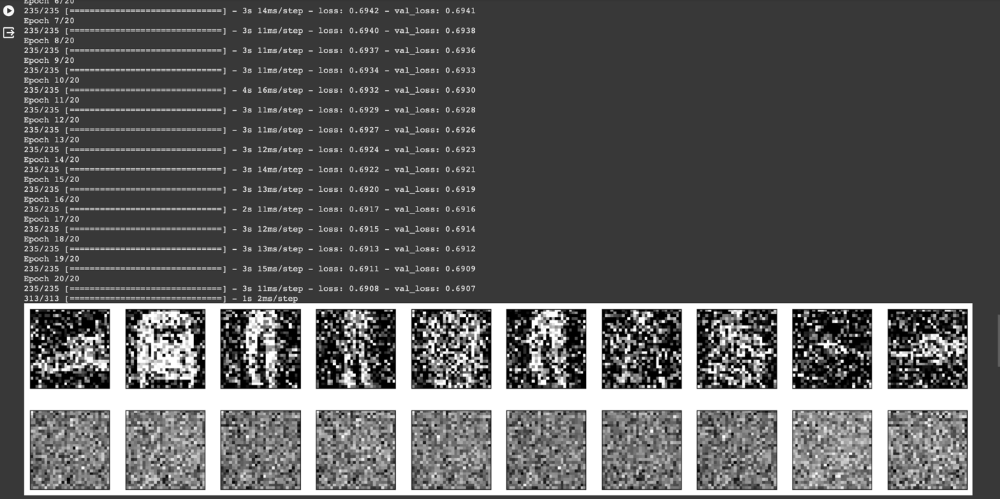 Epoch 6/20
235/235 [==============================] - 3s 14ms/step - loss: 0.6942 - val_loss: 0.6941
Epoch 7/20
235/235 [==============================] - 3s 11ms/step - loss: 0.6940 - val_loss: 0.6938
Epoch 8/20
235/235 [==============================] - 3s 11ms/step - loss: 0.6937 - val_loss: 0.6936
Epoch 9/20
235/235 [==============================] - 3s 11ms/step - loss: 0.6934 - val_loss: 0.6933
Epoch 10/20
235/235 [==============================] - 4s 16ms/step - loss: 0.6932 - val_loss: 0.6930
Epoch 11/20
235/235 [==============================] - 3s 11ms/step - loss: 0.6929 - val_loss: 0.6928
Epoch 12/20
235/235 [==============================] - 3s 11ms/step - loss: 0.6927 - val_loss: 0.6926
Epoch 13/20
235/235 [==============================] - 3s 12ms/step - loss: 0.6924 - val_loss: 0.6923
Epoch 14/20
235/235 [==============================] - 3s 14ms/step - loss: 0.6922 - val_loss: 0.6921
Epoch 15/20
235/235 [==============================] - 3s 13ms/step - loss: 0.6920 - val_loss: 0.6919
Epoch 16/20
235/235 [==============================] - 2s 11ms/step - loss: 0.6917 - val_loss: 0.6916
Epoch 17/20
235/235 [==============================] - 3s 12ms/step - loss: 0.6915 - val_loss: 0.6914
Epoch 18/20
235/235 [==============================] - 3s 13ms/step - loss: 0.6913 - val_loss: 0.6912
Epoch 19/20
235/235 [==============================] - 3s 15ms/step - loss: 0.6911 - val_loss: 0.6909
Epoch 20/20
235/235 [==============================] - 3s 11ms/step - loss: 0.6908 - val_loss: 0.6907
313/313 [==============================] - 1s 2ms/step